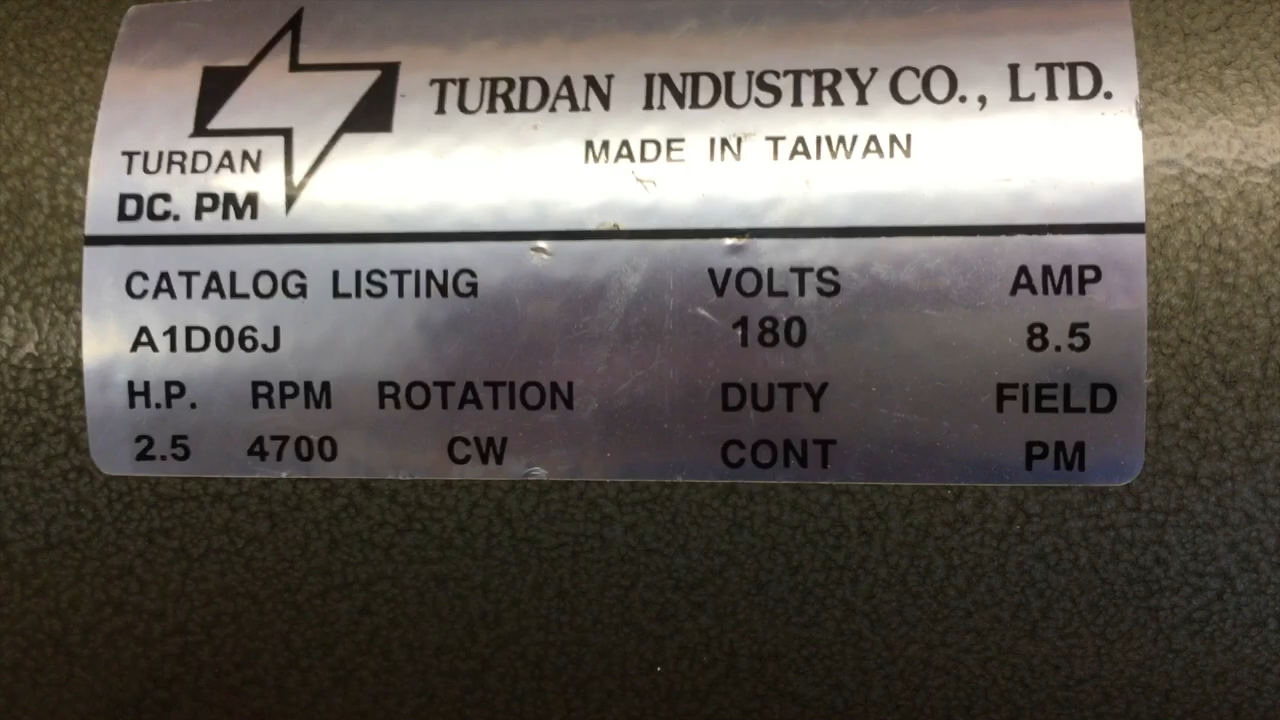 TURDAN INDUSTRY CO., LTD.
MADE IN TAIWAN
TURDAN
DC. PM
CATALOG LISTING VOLTS AMP
A1D06J 180 8.5
H.P. RPM ROTATION DUTY FIELD
2.5 4700 CW CONT PM